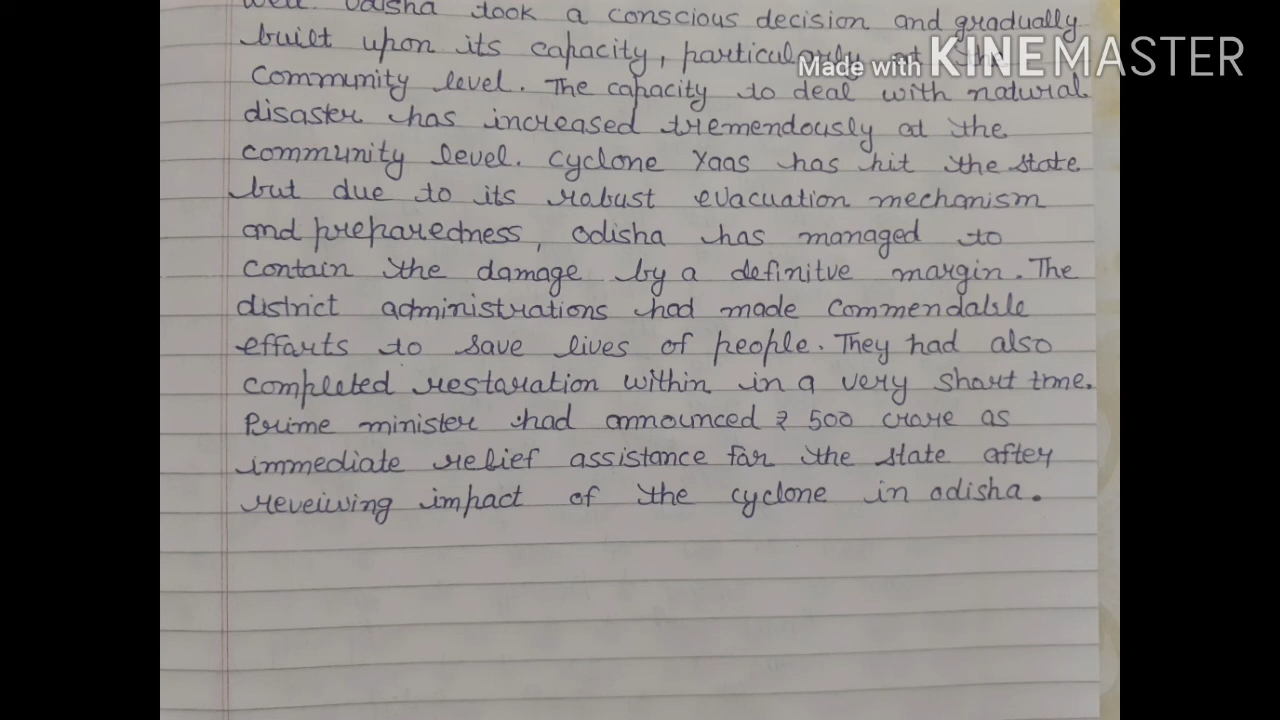 well. Odisha took a conscious decision and gradually
built upon its capacity, particularly at the
Made with KINEMASTER
community level. The capacity to deal with natural
disaster has increased tremendously at the
community level. Cyclone Yaas has hit the state
but due to its robust evacuation mechanism
and preparedness, odisha has managed to
contain the damage by a definitve margin. The
district administrations had made commendable
efforts to save lives of people. They had also
completed restoration within in a very short tme.
Prime minister had announced ₹ 500 crore as
immediate relief assistance for the state after
reveiwing impact of the cyclone in odisha.